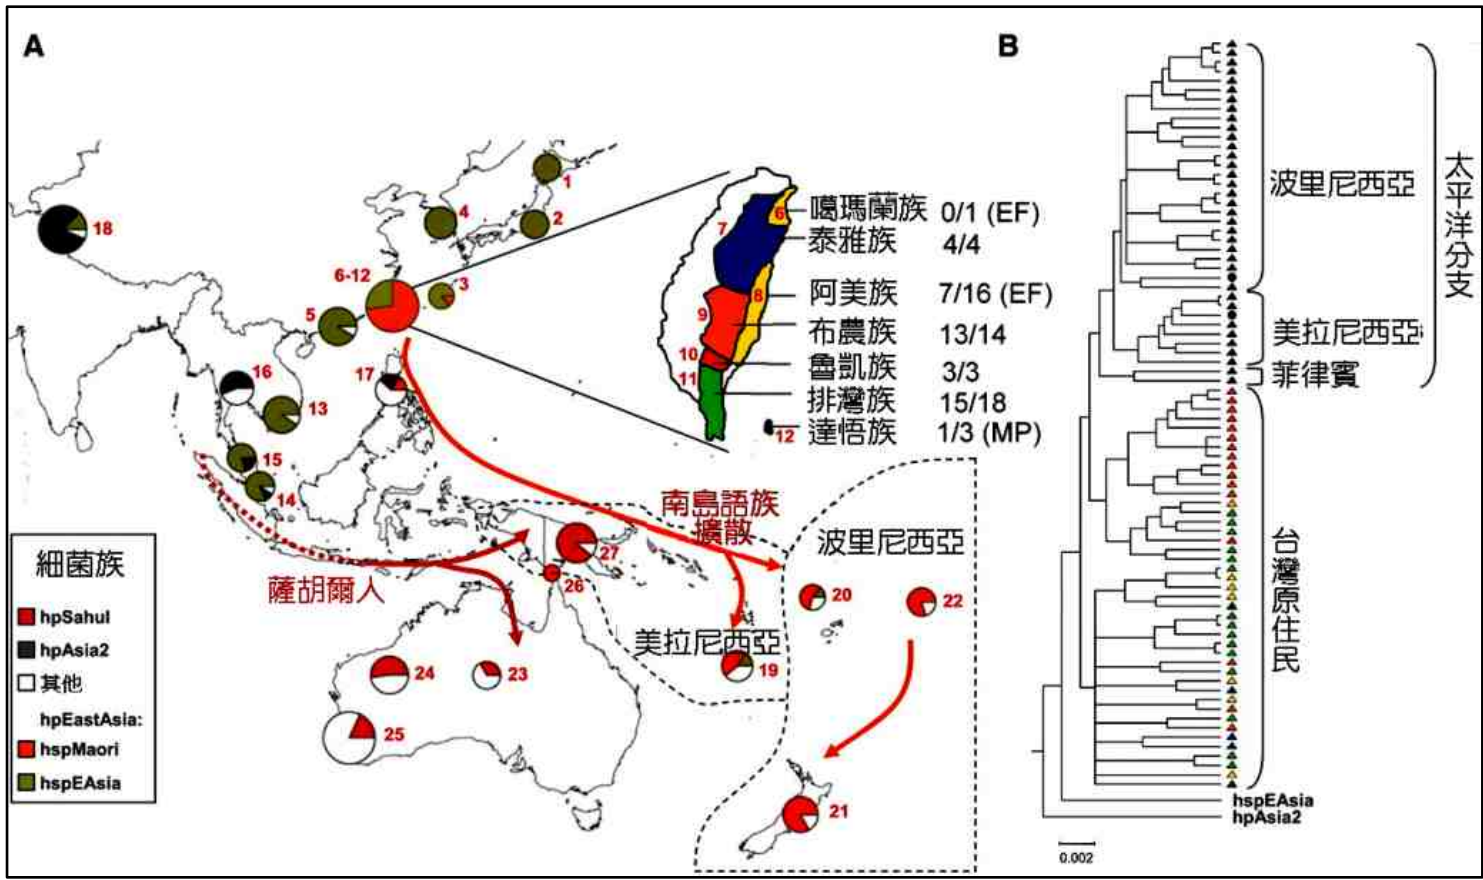 A
B
18
1
4
2
6-12
3
5
16
17
13
15
14
6
7
8
9
10
11
12
噶瑪蘭族 0/1 (EF)
泰雅族 4/4
阿美族 7/16 (EF)
布農族 13/14
魯凱族 3/3
排灣族 15/18
達悟族 1/3 (MP)
南島語族
擴散
波里尼西亞
薩胡爾人
美拉尼西亞
27
26
20
22
19
24
23
25
21
細菌族
hpSahul
hpAsia2
其他
hpEastAsia:
hspMaori
hspEAsia
波里尼西亞
美拉尼西亞
菲律賓
太平洋分支
台灣原住民
hspEAsia
hpAsia2
0.002